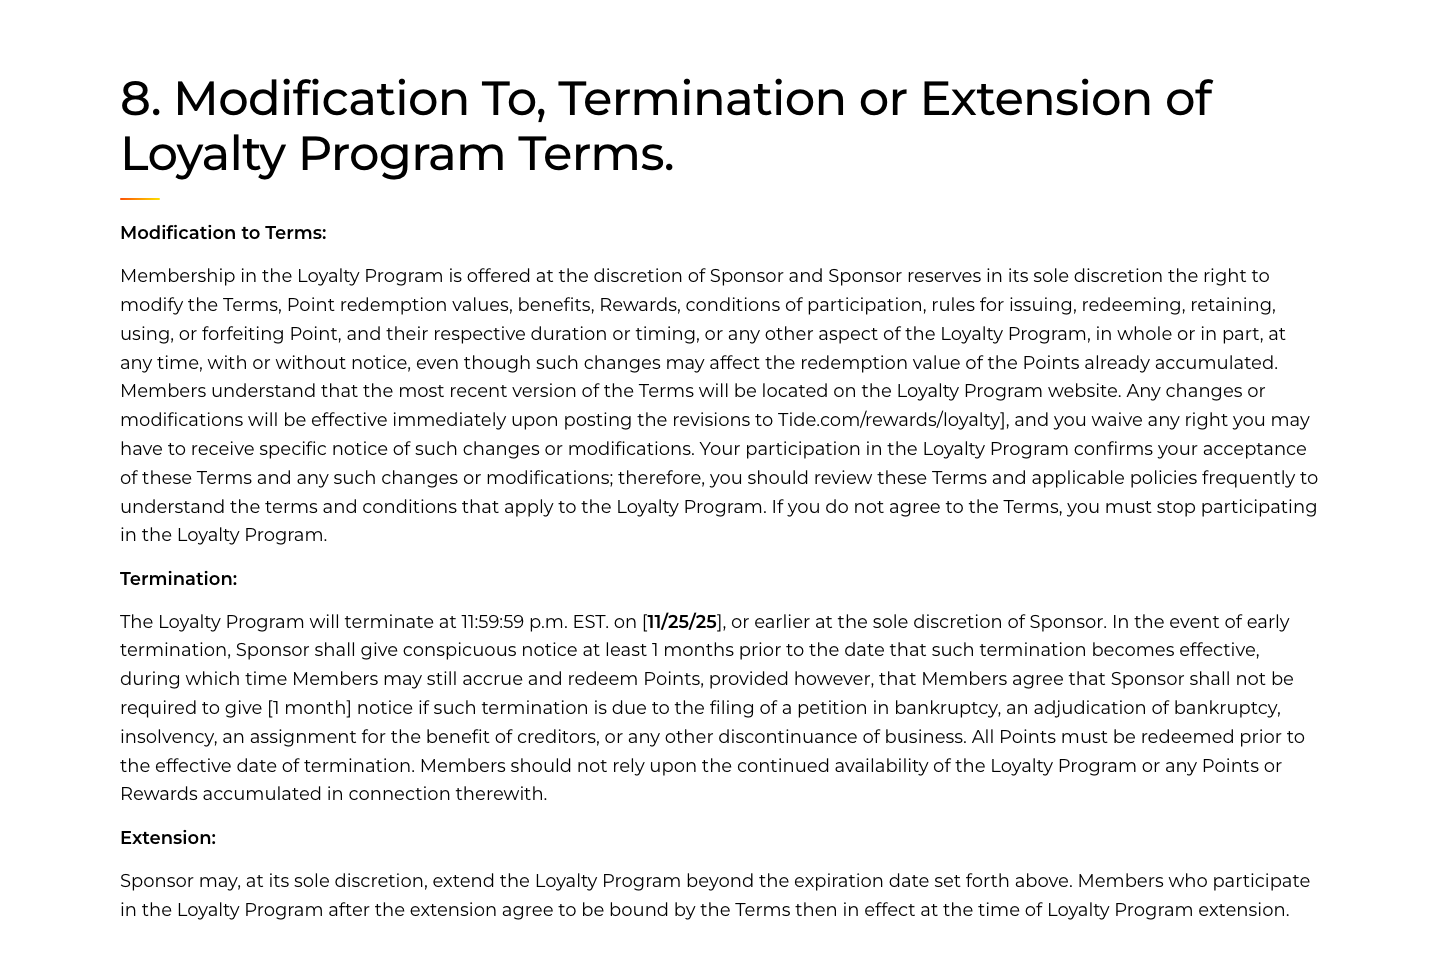 8. Modification To, Termination or Extension of
Loyalty Program Terms.
Modification to Terms:
Membership in the Loyalty Program is offered at the discretion of Sponsor and Sponsor reserves in its sole discretion the right to
modify the Terms, Point redemption values, benefits, Rewards, conditions of participation, rules for issuing, redeeming, retaining,
using, or forfeiting Point, and their respective duration or timing, or any other aspect of the Loyalty Program, in whole or in part, at
any time, with or without notice, even though such changes may affect the redemption value of the Points already accumulated.
Members understand that the most recent version of the Terms will be located on the Loyalty Program website. Any changes or
modifications will be effective immediately upon posting the revisions to Tide.com/rewards/loyalty], and you waive any right you may
have to receive specific notice of such changes or modifications. Your participation in the Loyalty Program confirms your acceptance
of these Terms and any such changes or modifications; therefore, you should review these Terms and applicable policies frequently to
understand the terms and conditions that apply to the Loyalty Program. If you do not agree to the Terms, you must stop participating
in the Loyalty Program.
Termination:
The Loyalty Program will terminate at 11:59:59 p.m. EST. on [11/25/25], or earlier at the sole discretion of Sponsor. In the event of early
termination, Sponsor shall give conspicuous notice at least 1 months prior to the date that such termination becomes effective,
during which time Members may still accrue and redeem Points, provided however, that Members agree that Sponsor shall not be
required to give [1 month] notice if such termination is due to the filing of a petition in bankruptcy, an adjudication of bankruptcy,
insolvency, an assignment for the benefit of creditors, or any other discontinuance of business. All Points must be redeemed prior to
the effective date of termination. Members should not rely upon the continued availability of the Loyalty Program or any Points or
Rewards accumulated in connection therewith.
Extension:
Sponsor may, at its sole discretion, extend the Loyalty Program beyond the expiration date set forth above. Members who participate
in the Loyalty Program after the extension agree to be bound by the Terms then in effect at the time of Loyalty Program extension.